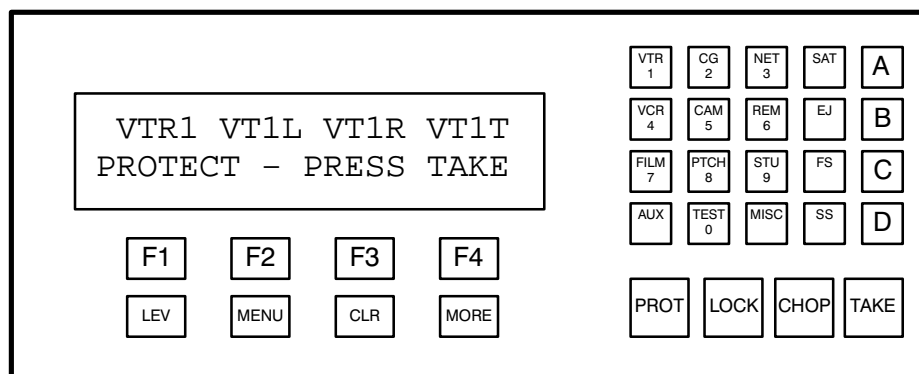 VTR1 VT1L VT1R VT1T
PROTECT – PRESS TAKE
F1 F2 F3 F4
LEV MENU CLR MORE
VTR 1 CG 2 NET 3 SAT A
VCR 4 CAM 5 REM 6 EJ B
FILM 7 PTCH 8 STU 9 FS C
AUX TEST 0 MISC SS D
PROT LOCK CHOP TAKE